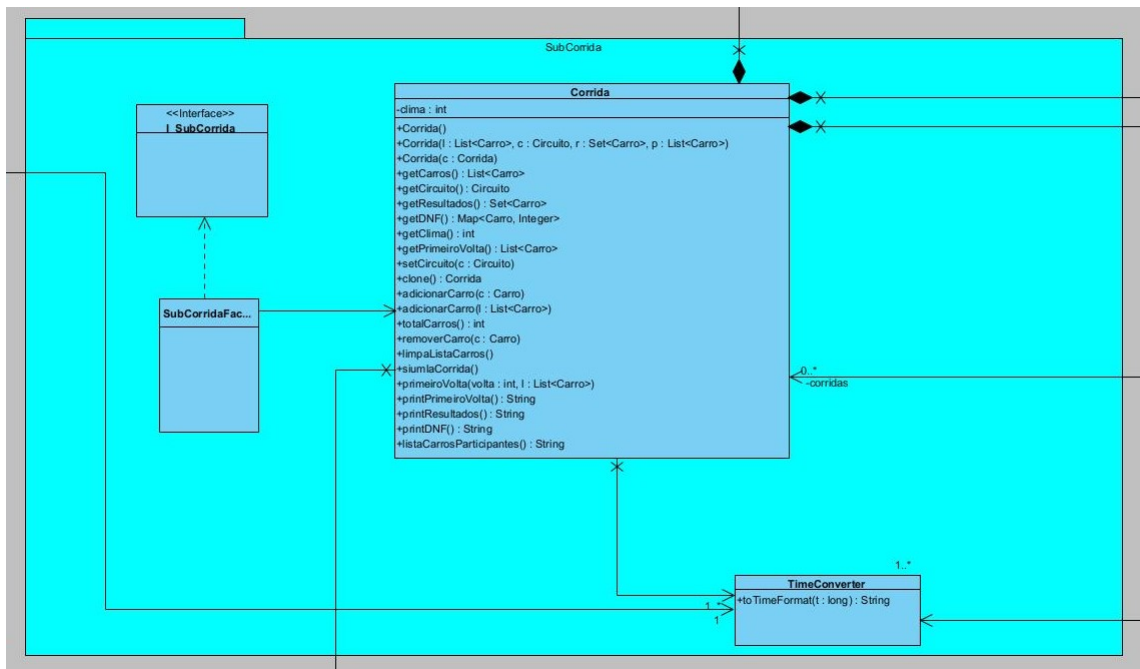 SubCorrida
<<Interface>>
I_SubCorrida
SubCorridaFac...
Corrida
-clima : int
+Corrida()
+Corrida(l : List<Carro>, c : Circuito, r : Set<Carro>, p : List<Carro>)
+Corrida(c : Corrida)
+getCarros() : List<Carro>
+getCircuito() : Circuito
+getResultados() : Set<Carro>
+getDNF() : Map<Carro, Integer>
+getClima() : int
+getPrimeiroVolta() : List<Carro>
+setCircuito(c : Circuito)
+clone() : Corrida
+adicionarCarro(c : Carro)
+adicionarCarro(l : List<Carro>)
+totalCarros() : int
+removerCarro(c : Carro)
+limpaListaCarros()
+siumlaCorrida()
+primeiroVolta(volta : int, l : List<Carro>)
+printPrimeiroVolta() : String
+printResultados() : String
+printDNF() : String
+listaCarrosParticipantes() : String
0..*
-corridas
1..*
TimeConverter
+toTimeFormat(t : long) : String
1..*
1